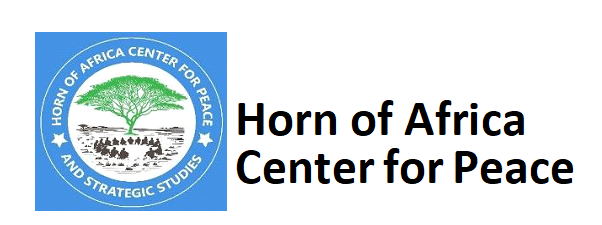 HORN OF AFRICA CENTER FOR PEACE
AND STRATEGIC STUDIES
Horn of Africa
Center for Peace